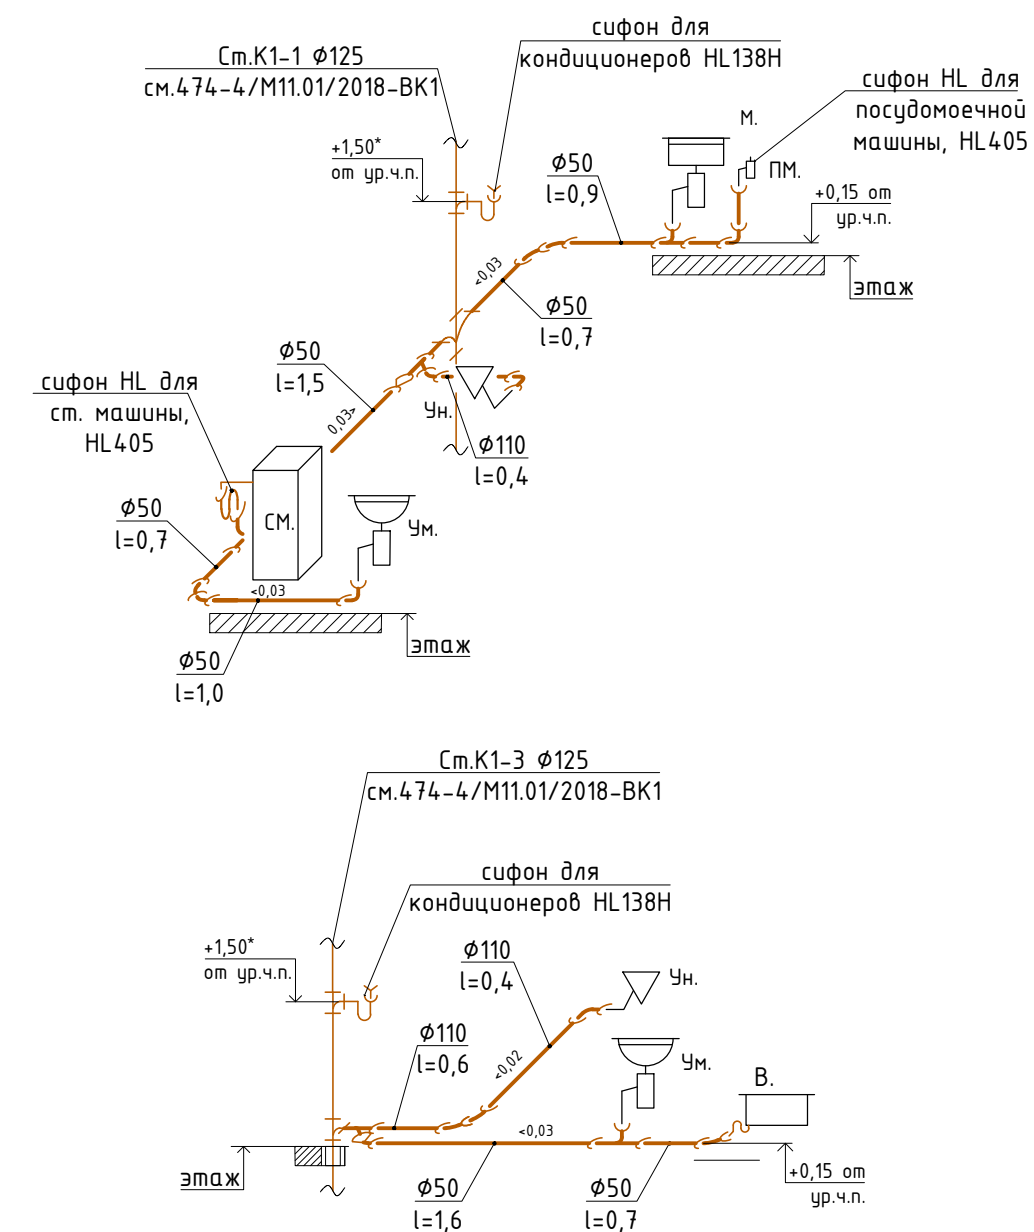 сифон для
кондиционеров HL138H
Ст.К1-1 Ф125
см.474-4/М11.01/2018-ВК1
сифон HL для
посудомоечной
машины, HL405
М.
ПМ.
+1,50*
от ур.ч.п.
Ф50
l=0,9
+0,15 от
ур.ч.п.
<0,03
этаж
Ф50
l=0,7
Ф50
l=1,5
сифон HL для
ст. машины,
HL405
0,03>
Ун.
Ф110
l=0,4
Ф50
l=0,7
СМ.
Ум.
<0,03
этаж
Ф50
l=1,0
Ст.К1-3 Ф125
см.474-4/М11.01/2018-ВК1
сифон для
кондиционеров HL138H
+1,50*
от ур.ч.п.
Ф110
l=0,4
Ун.
Ф110
l=0,6
<0,02
Ум.
В.
<0,03
этаж
+0,15 от
ур.ч.п.
Ф50
l=1,6
Ф50
l=0,7